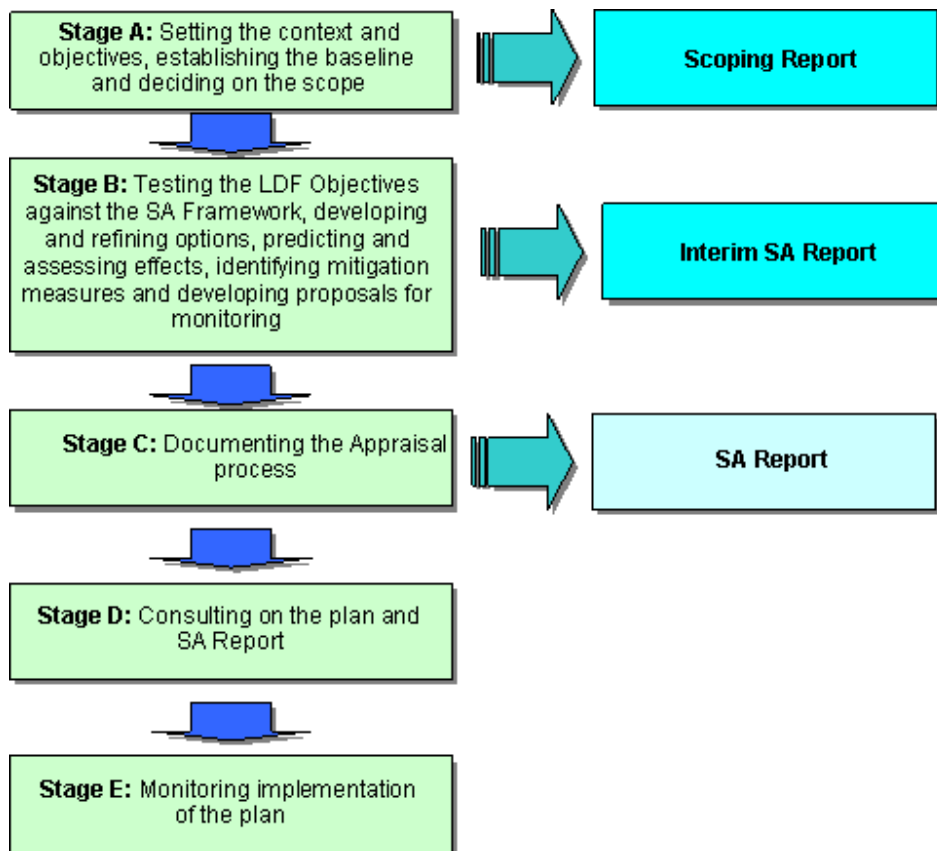 Stage A: Setting the context and
objectives, establishing the baseline
and deciding on the scope
Scoping Report
Stage B: Testing the LDF Objectives
against the SA Framework, developing
and refining options, predicting and
assessing effects, identifying mitigation
measures and developing proposals for
monitoring
Interim SA Report
Stage C: Documenting the Appraisal
process
SA Report
Stage D: Consulting on the plan and
SA Report
Stage E: Monitoring implementation
of the plan